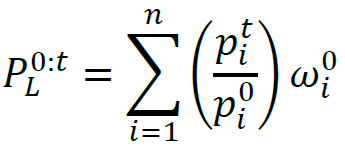 P_L^{0:t} = \sum_{i=1}^{n} \left( \frac{p_i^t}{p_i^0} \right) \omega_i^0